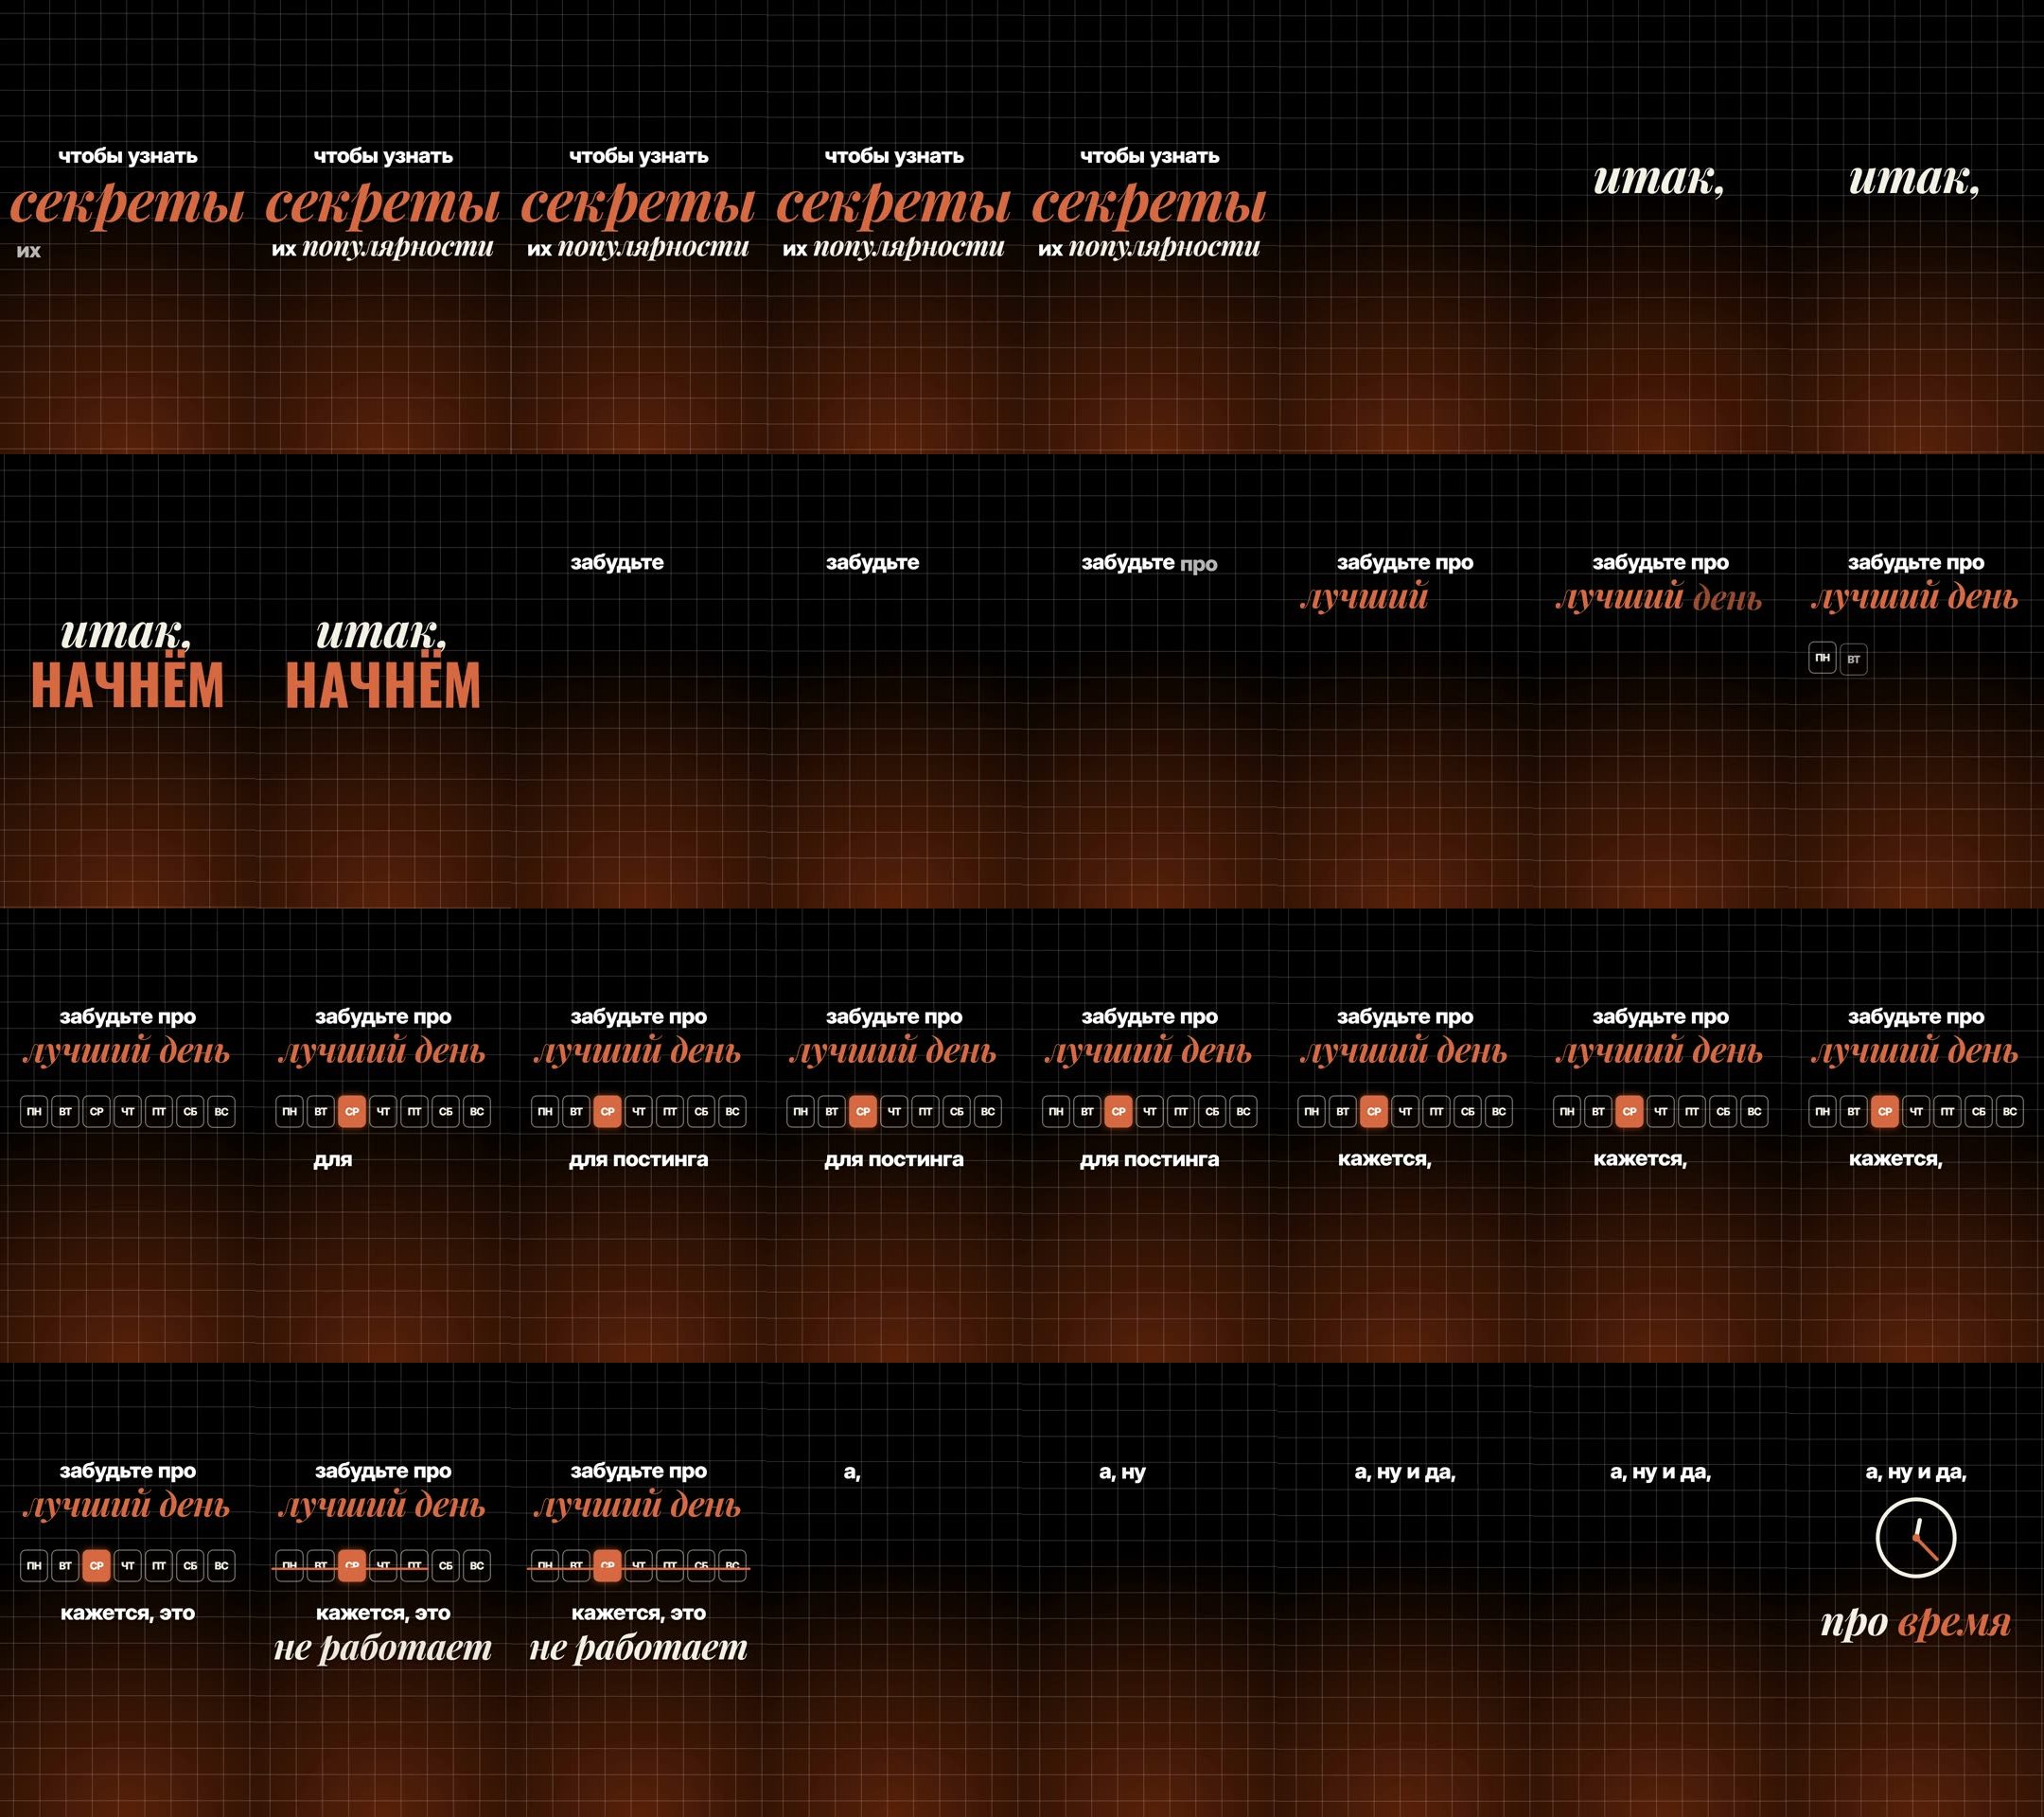 чтобы узнать
секреты
их
чтобы узнать
секреты
их популярности
чтобы узнать
секреты
их популярности
чтобы узнать
секреты
их популярности
чтобы узнать
секреты
их популярности
итак,
итак,
итак,
НАЧНЁМ
итак,
НАЧНЁМ
забудьте
забудьте
забудьте про
забудьте про
лучший
забудьте про
лучший день
забудьте про
лучший день
ПН ВТ
забудьте про
лучший день
ПН ВТ СР ЧТ ПТ СБ ВС
забудьте про
лучший день
ПН ВТ СР ЧТ ПТ СБ ВС
для
забудьте про
лучший день
ПН ВТ СР ЧТ ПТ СБ ВС
для постинга
забудьте про
лучший день
ПН ВТ СР ЧТ ПТ СБ ВС
для постинга
забудьте про
лучший день
ПН ВТ СР ЧТ ПТ СБ ВС
для постинга
забудьте про
лучший день
ПН ВТ СР ЧТ ПТ СБ ВС
кажется,
забудьте про
лучший день
ПН ВТ СР ЧТ ПТ СБ ВС
кажется,
забудьте про
лучший день
ПН ВТ СР ЧТ ПТ СБ ВС
кажется,
забудьте про
лучший день
ПН ВТ СР ЧТ ПТ СБ ВС
кажется, это
забудьте про
лучший день
ПН ВТ СР ЧТ ПТ СБ ВС
кажется, это
не работает
забудьте про
лучший день
ПН ВТ СР ЧТ ПТ СБ ВС
кажется, это
не работает
а,
а, ну
а, ну и да,
а, ну и да,
а, ну и да,
про время